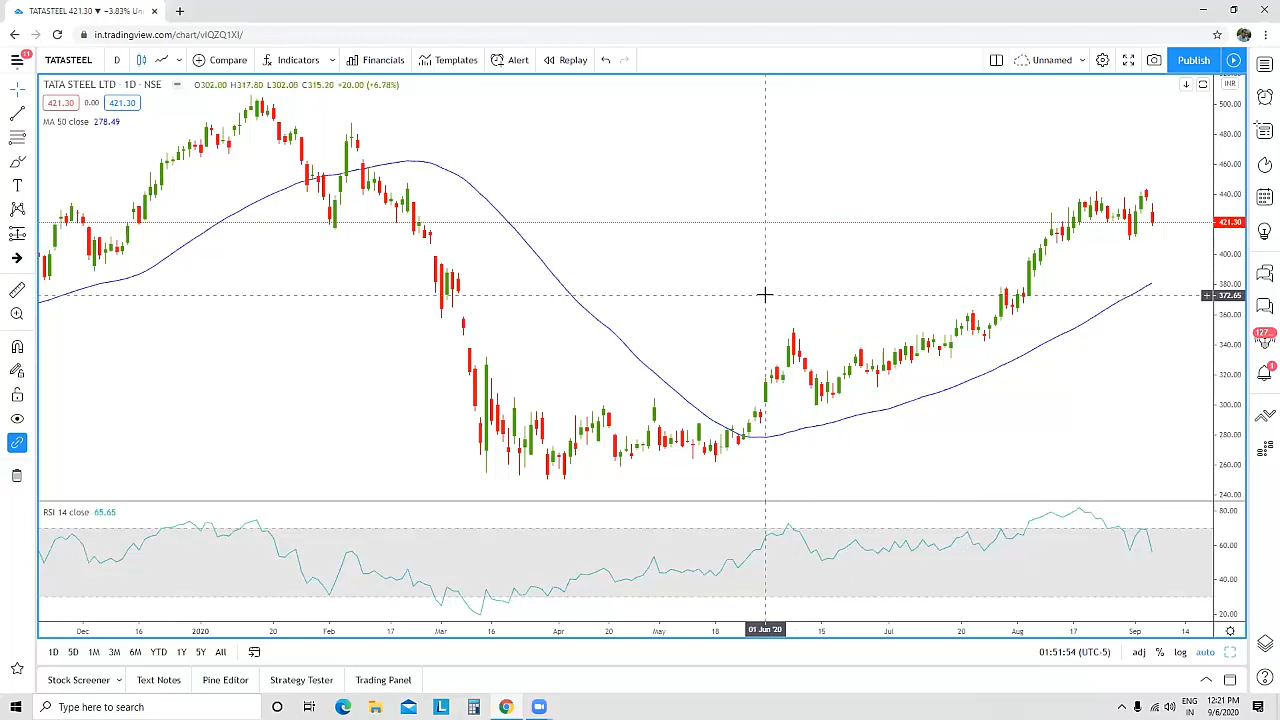 TATASTEEL 421.30 ▼ −3.83% Un
in.tradingview.com/chart/vIQZQ1XI/
11
TATASTEEL D Compare Indicators Financials Templates Alert Replay Unnamed Publish
TATA STEEL LTD · 1D · NSE O302.00 H317.80 L302.00 C315.20 +20.00 (+6.78%)
INR
421.30 0.00 421.30
MA 50 close 278.49
500.00
480.00
460.00
440.00
421.30
400.00
380.00
372.65
360.00
340.00
320.00
300.00
280.00
260.00
240.00
127...
1
RSI 14 close 65.65
80.00
60.00
40.00
20.00
Dec 16 2020 20 Feb 17 Mar 16 Apr 20 May 18 01 Jun '20 15 Jul 20 Aug 17 Sep 14
1D 5D 1M 3M 6M YTD 1Y 5Y All 01:51:54 (UTC-5) adj % log auto
Stock Screener Text Notes Pine Editor Strategy Tester Trading Panel
Type here to search
ENG 12:21 PM
IN 9/6/2020